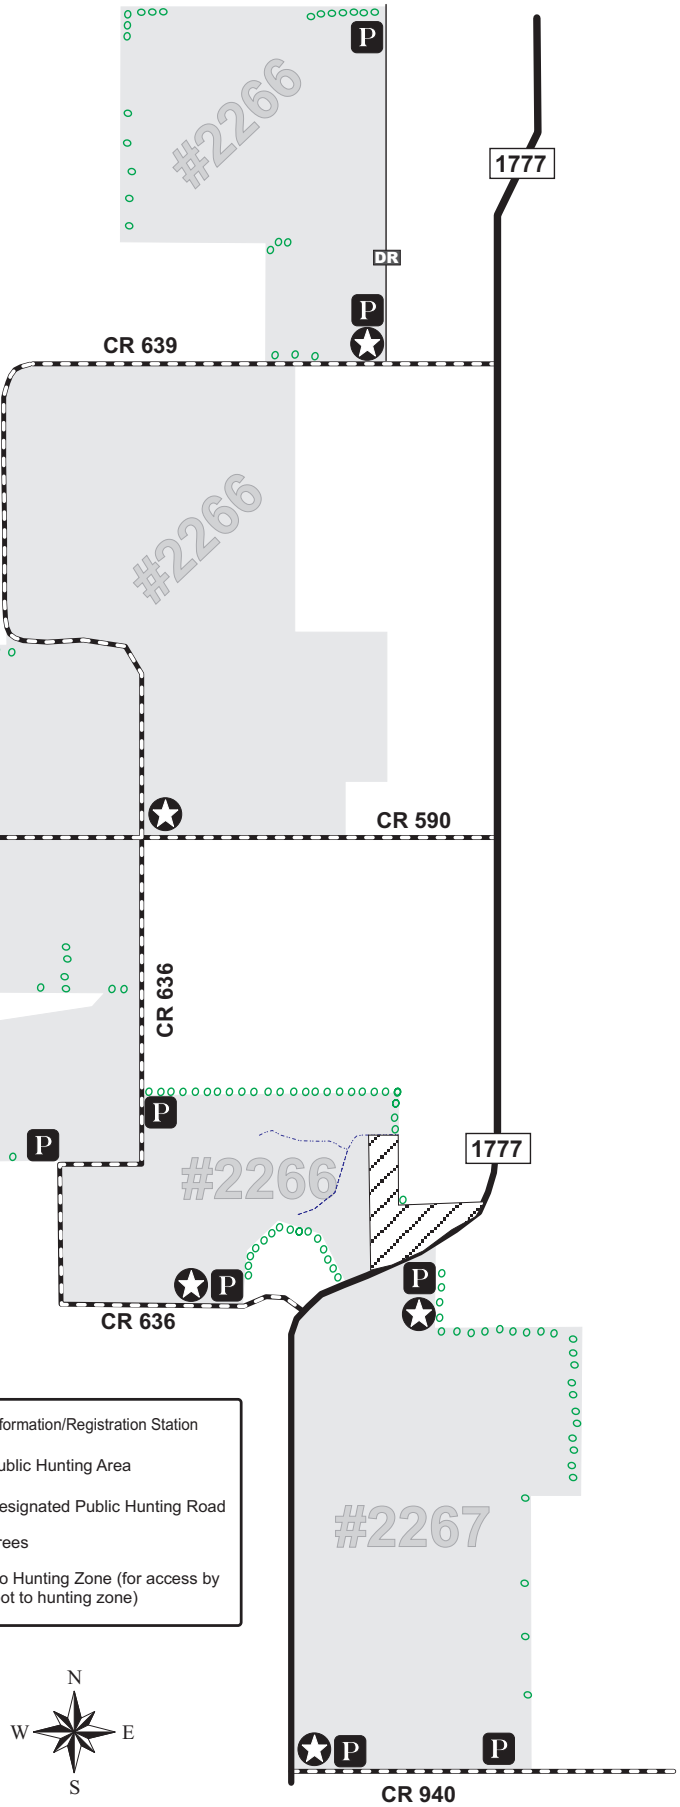 P
#2266
1777
DR
P
CR 639
#2266
CR 590
CR 636
P
P
1777
#2266
P
P
CR 636
formation/Registration Station
ublic Hunting Area
esignated Public Hunting Road
rees
o Hunting Zone (for access by
ot to hunting zone)
#2267
N
W E
S
P
P
CR 940